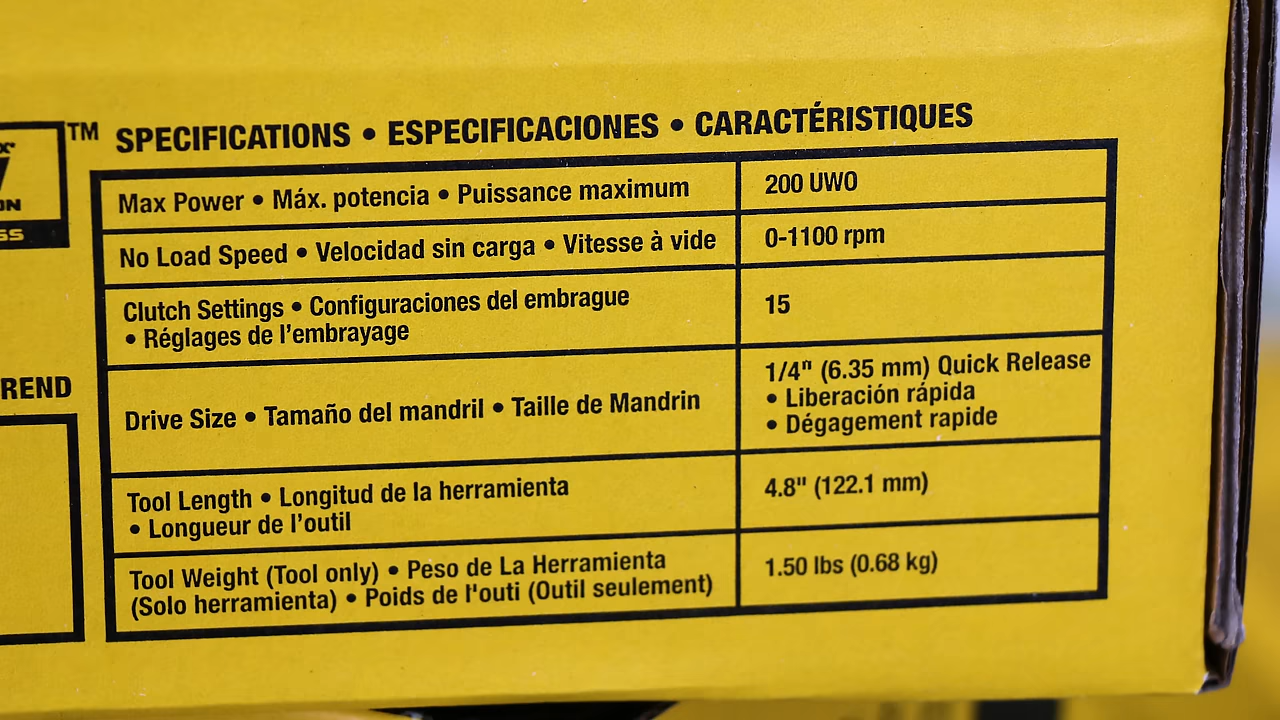 TM SPECIFICATIONS • ESPECIFICACIONES • CARACTÉRISTIQUES
Max Power • Máx. potencia • Puissance maximum 200 UWO
No Load Speed • Velocidad sin carga • Vitesse à vide 0-1100 rpm
Clutch Settings • Configuraciones del embrague
• Réglages de l’embrayage
15
Drive Size • Tamaño del mandril • Taille de Mandrin
1/4" (6.35 mm) Quick Release
• Liberación rápida
• Dégagement rapide
Tool Length • Longitud de la herramienta
• Longueur de l’outil
4.8" (122.1 mm)
Tool Weight (Tool only) • Peso de La Herramienta
(Solo herramienta) • Poids de l'outi (Outil seulement)
1.50 lbs (0.68 kg)
REND